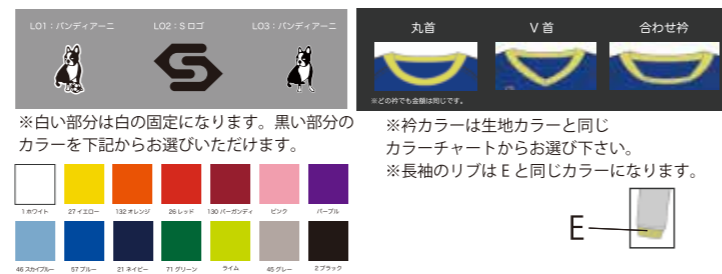 LO1：バンディアーニ
LO2：S ロゴ
LO3：バンディアーニ
※白い部分は白の固定になります。黒い部分の
カラーを下記からお選びいただけます。
1 ホワイト
27 イエロー
132 オレンジ
26 レッド
130 バーガンディ
ピンク
パープル
46 スカイブルー
57 ブルー
21 ネイビー
71 グリーン
ライム
45 グレー
2 ブラック
丸首
V 首
合わせ衿
※どの衿でも金額は同じです。
※衿カラーは生地カラーと同じ
カラーチャートからお選び下さい。
※長袖のリブは E と同じカラーになります。
E